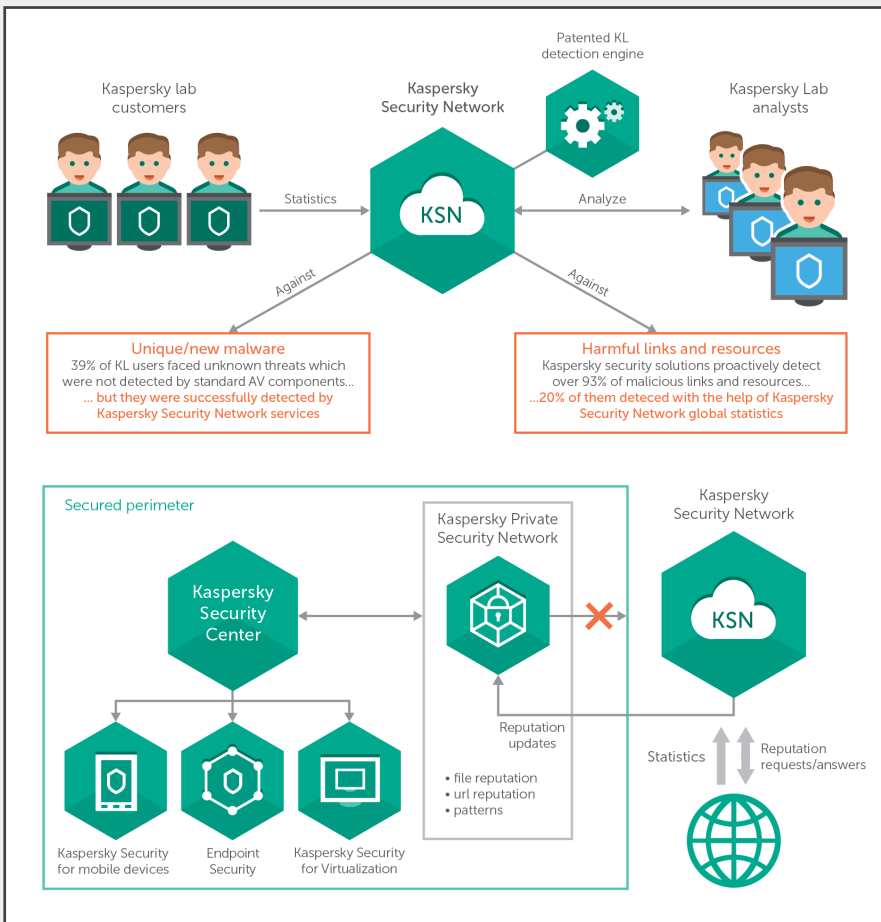 Patented KL
detection engine
Kaspersky lab
customers
Kaspersky
Security Network
Kaspersky Lab
analysts
Statistics
KSN
Analyze
Against
Against
Unique/new malware
39% of KL users faced unknown threats which
were not detected by standard AV components...
... but they were successfully detected by
Kaspersky Security Network services
Harmful links and resources
Kaspersky security solutions proactively detect
over 93% of malicious links and resources...
...20% of them deteced with the help of Kaspersky
Security Network global statistics
Secured perimeter
Kaspersky Private
Security Network
Kaspersky
Security Network
Kaspersky
Security
Center
KSN
Reputation
updates
• file reputation
• url reputation
• patterns
Statistics
Reputation
requests/answers
Kaspersky Security
for mobile devices
Endpoint
Security
Kaspersky Security
for Virtualization